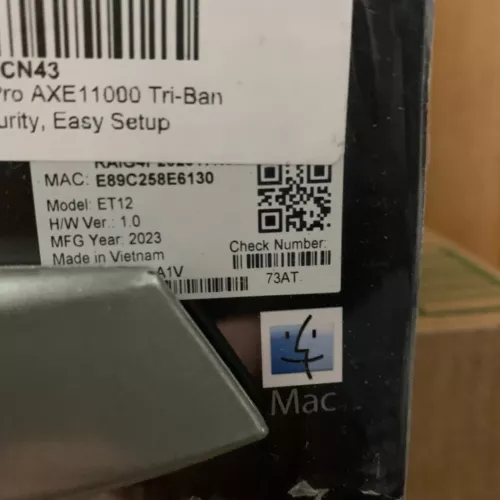 CN43
Pro AXE11000 Tri-Ban
urity, Easy Setup
MAC: E89C258E6130
Model: ET12
H/W Ver.: 1.0
MFG Year: 2023
Check Number:
Made in Vietnam
A1V
73AT
Mac